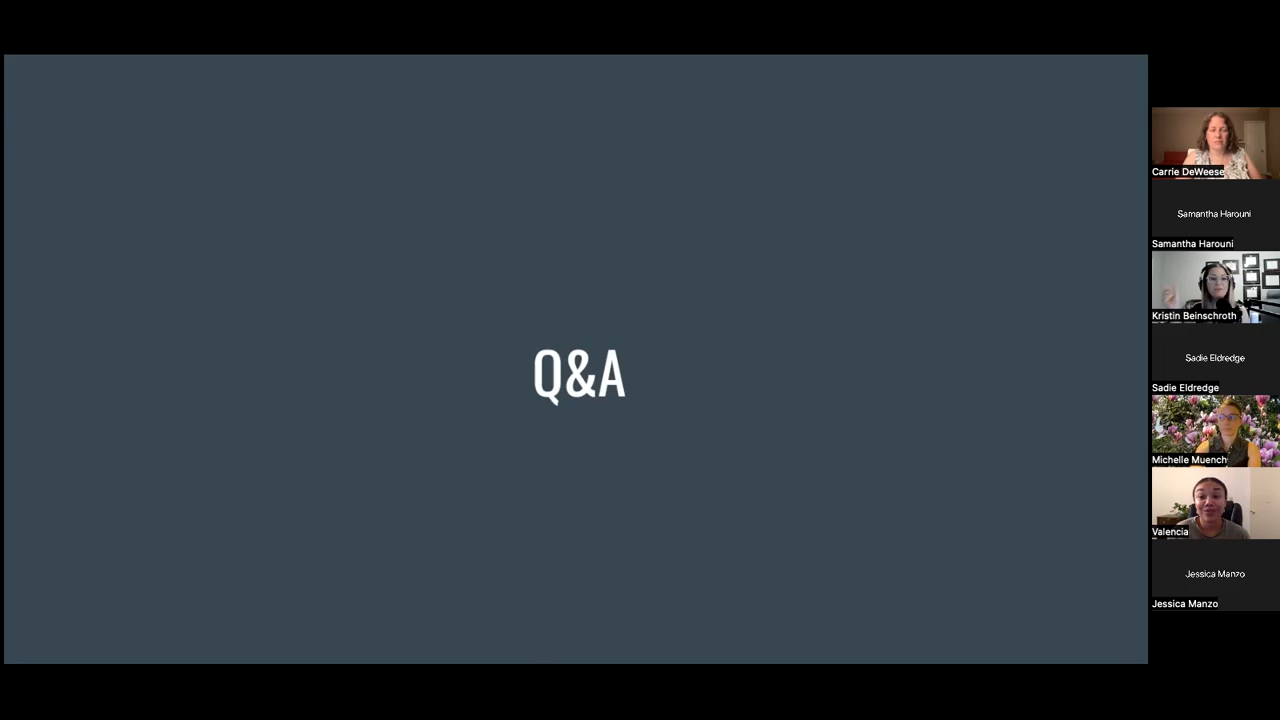 Q&A
Carrie DeWeese
Samantha Harouni
Samantha Harouni
Kristin Beinschroth
Sadie Eldredge
Sadie Eldredge
Michelle Muench
Valencia
Jessica Manzo
Jessica Manzo